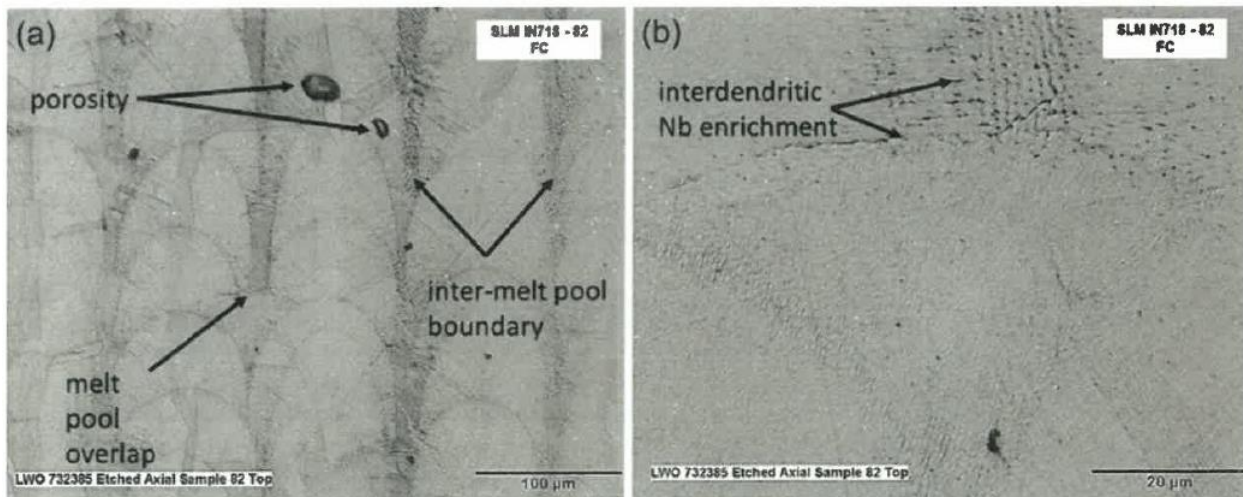 (a)
SLM IN718 - 82
FC
porosity
inter-melt pool
boundary
melt
pool
overlap
LWO 732385 Etched Axial Sample 82 Top
100 µm
(b)
SLM IN718 - 82
FC
interdendritic
Nb enrichment
LWO 732385 Etched Axial Sample 82 Top
20 µm